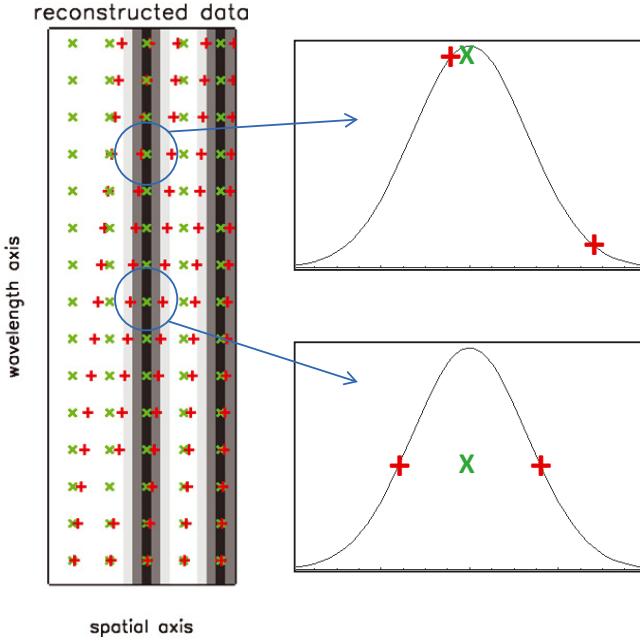 reconstructed data
wavelength axis
X
X
spatial axis